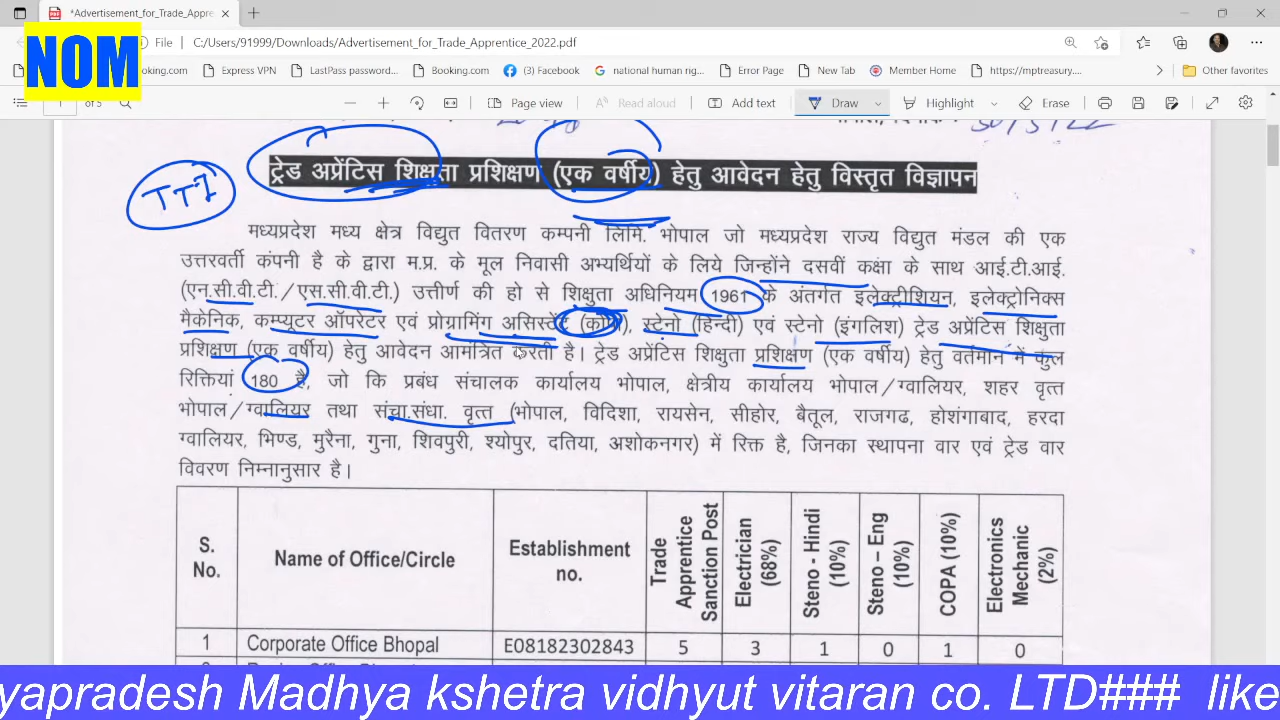 *Advertisement_for_Trade_Appre
NOM
File C:/Users/91999/Downloads/Advertisement_for_Trade_Apprentice_2022.pdf
king.com Express VPN LastPass password... Booking.com (3) Facebook national human rig... Error Page New Tab Member Home https://mptreasury.... Other favorites
1 of 5 Page view Read aloud Add text Draw Highlight Erase
30/5/22
ट्रेड अप्रेंटिस शिक्षुता प्रशिक्षण (एक वर्षीय) हेतु आवेदन हेतु विस्तृत विज्ञापन
TTI
मध्यप्रदेश मध्य क्षेत्र विद्युत वितरण कम्पनी लिमि. भोपाल जो मध्यप्रदेश राज्य विद्युत मंडल की एक
उत्तरवर्ती कंपनी है के द्वारा म.प्र. के मूल निवासी अभ्यर्थियों के लिये जिन्होंने दसवीं कक्षा के साथ आई.टी.आई.
(एन.सी.वी.टी./एस.सी.वी.टी.) उत्तीर्ण की हो से शिक्षुता अधिनियम 1961 के अंतर्गत इलेक्ट्रीशियन, इलेक्ट्रोनिक्स
मैकेनिक, कम्प्यूटर ऑपरेटर एवं प्रोग्रामिंग असिस्टेंट (कोपा), स्टेनो (हिन्दी) एवं स्टेनो (इंगलिश) ट्रेड अप्रेंटिस शिक्षुता
प्रशिक्षण (एक वर्षीय) हेतु आवेदन आमंत्रित करती है। ट्रेड अप्रेंटिस शिक्षुता प्रशिक्षण (एक वर्षीय) हेतु वर्तमान में कुल
रिक्तियां 180 है, जो कि प्रबंध संचालक कार्यालय भोपाल, क्षेत्रीय कार्यालय भोपाल/ग्वालियर, शहर वृत्त
भोपाल/ग्वालियर तथा संचा.संधा. वृत्त (भोपाल, विदिशा, रायसेन, सीहोर, बैतूल, राजगढ, होशंगाबाद, हरदा
ग्वालियर, भिण्ड, मुरैना, गुना, शिवपुरी, श्योपुर, दतिया, अशोकनगर) में रिक्त है, जिनका स्थापना वार एवं ट्रेड वार
विवरण निम्नानुसार है।
S. No. Name of Office/Circle Establishment no. Trade Apprentice Sanction Post Electrician (68%) Steno - Hindi (10%) Steno – Eng (10%) COPA (10%) Electronics Mechanic (2%)
1 Corporate Office Bhopal E08182302843 5 3 1 0 1 0
yapradesh Madhya kshetra vidhyut vitaran co. LTD### like